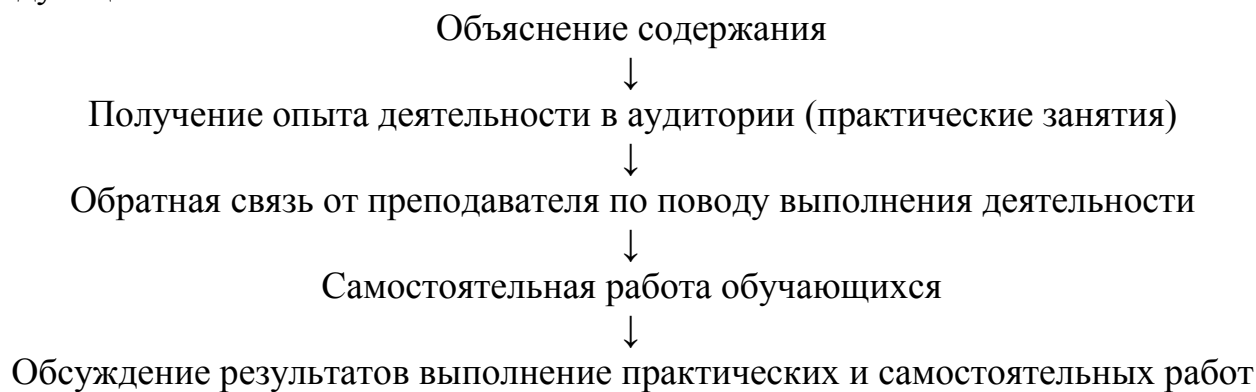 Объяснение содержания
↓
Получение опыта деятельности в аудитории (практические занятия)
↓
Обратная связь от преподавателя по поводу выполнения деятельности
↓
Самостоятельная работа обучающихся
↓
Обсуждение результатов выполнение практических и самостоятельных работ